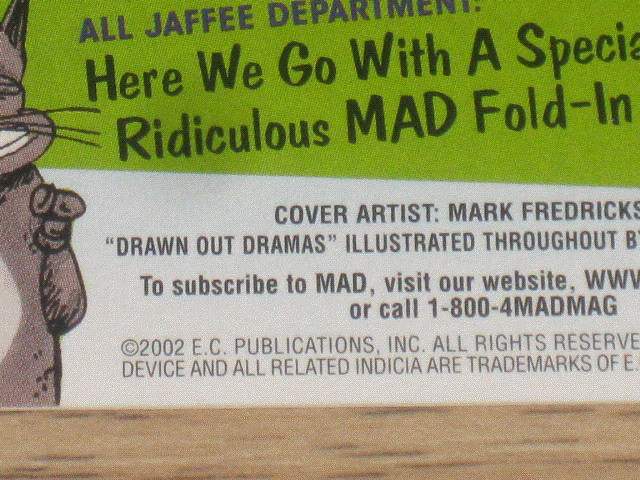 ALL JAFFEE DEPARTMENT:
Here We Go With A Specia
Ridiculous MAD Fold-In
COVER ARTIST: MARK FREDRICKS
“DRAWN OUT DRAMAS” ILLUSTRATED THROUGHOUT B
To subscribe to MAD, visit our website, WWW
or call 1-800-4MADMAG
©2002 E.C. PUBLICATIONS, INC. ALL RIGHTS RESERVE
DEVICE AND ALL RELATED INDICIA ARE TRADEMARKS OF E.